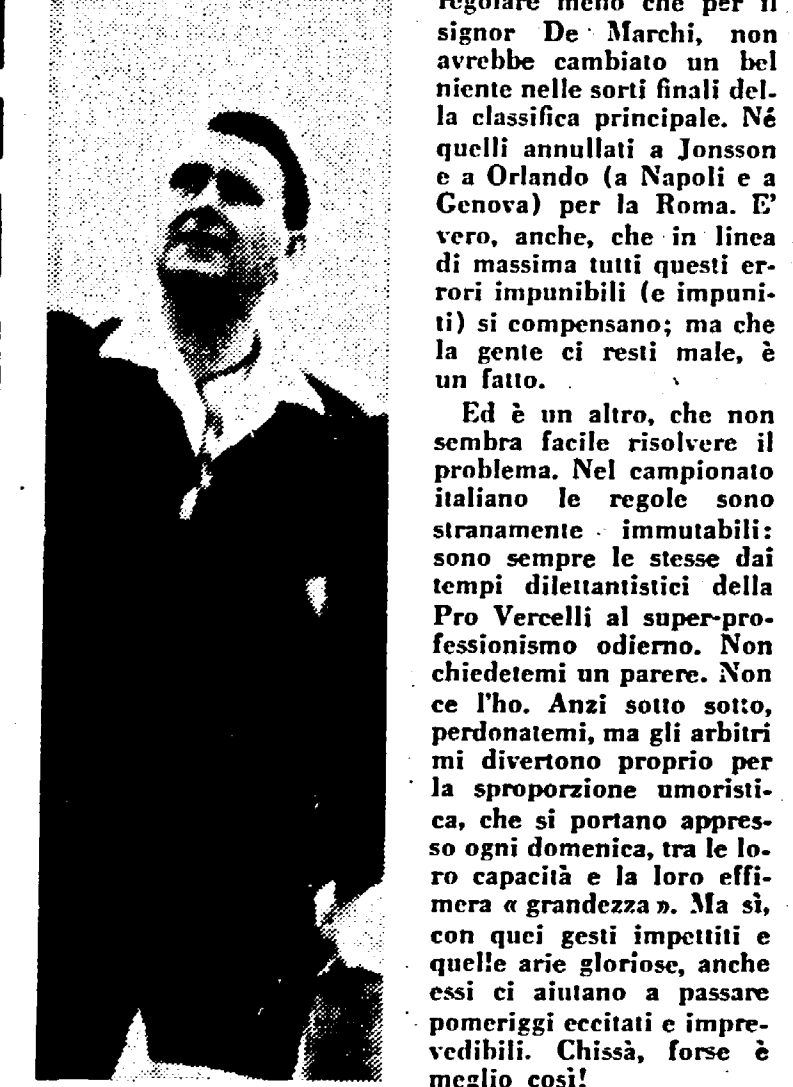 regolare meno che per il
signor De Marchi, non
avrebbe cambiato un bel
niente nelle sorti finali del-
la classifica principale. Né
quelli annullati a Jonsson
e a Orlando (a Napoli e a
Genova) per la Roma. E'
vero, anche, che in linea
di massima tutti questi er-
rori impunibili (e impuni-
ti) si compensano; ma che
la gente ci resti male, è
un fatto.
Ed è un altro, che non
sembra facile risolvere il
problema. Nel campionato
italiano le regole sono
stranamente immutabili:
sono sempre le stesse dai
tempi dilettantistici della
Pro Vercelli al super-pro-
fessionismo odierno. Non
chiedetemi un parere. Non
ce l'ho. Anzi sotto sotto,
perdonatemi, ma gli arbitri
mi divertono proprio per
la sproporzione umoristi-
ca, che si portano appres-
so ogni domenica, tra le lo-
ro capacità e la loro effi-
mera « grandezza ». Ma sì,
con quei gesti impettiti e
quelle arie gloriose, anche
essi ci aiutano a passare
pomeriggi eccitati e impre-
vedibili. Chissà, forse è
meglio così!